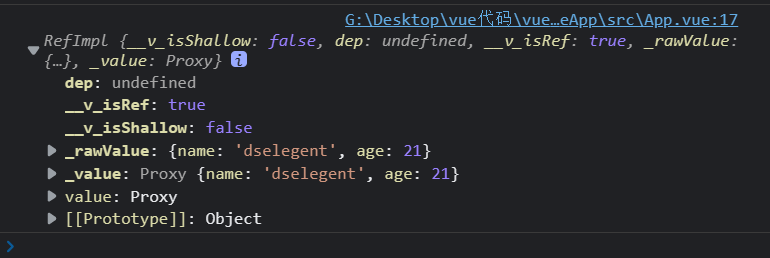 G:\Desktop\vue代码\vue…eApp\src\App.vue:17
RefImpl {__v_isShallow: false, dep: undefined, __v_isRef: true, _rawValue:
{…}, _value: Proxy} i
dep: undefined
__v_isRef: true
__v_isShallow: false
_rawValue: {name: 'dselegent', age: 21}
_value: Proxy {name: 'dselegent', age: 21}
value: Proxy
[[Prototype]]: Object